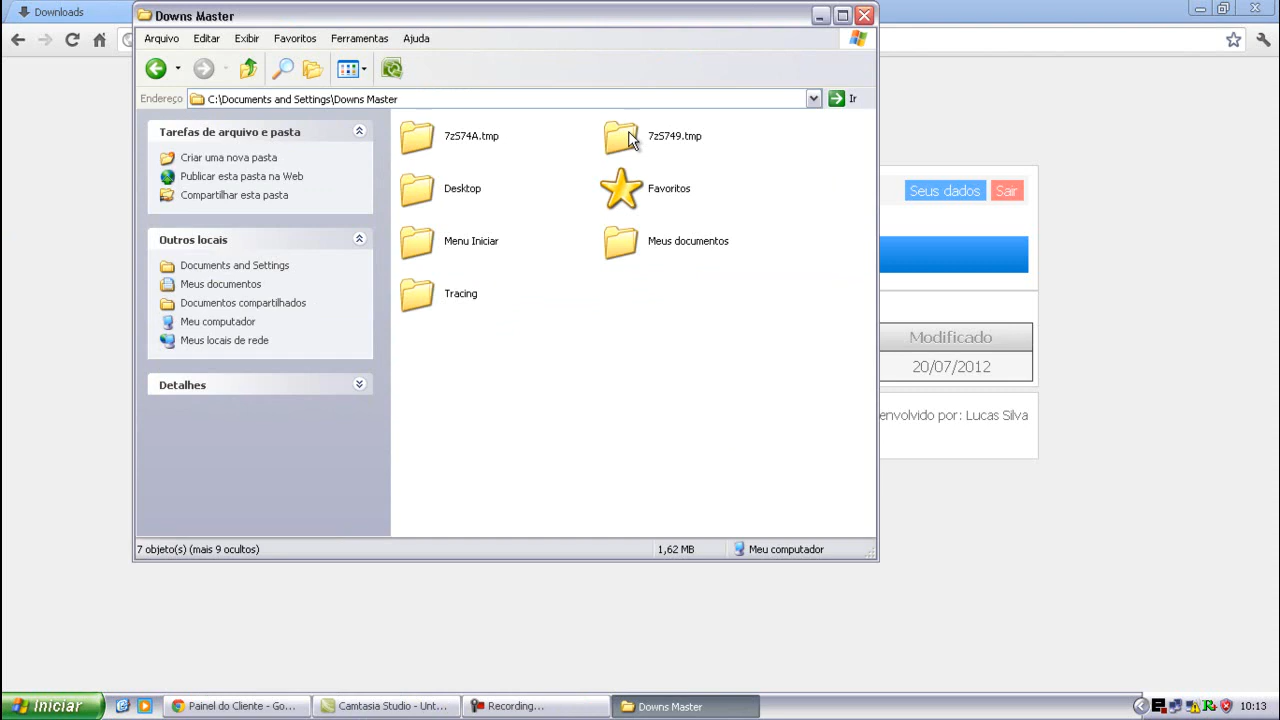 Downloads
Downs Master
Arquivo Editar Exibir Favoritos Ferramentas Ajuda
Endereço C:\Documents and Settings\Downs Master Ir
Tarefas de arquivo e pasta
Criar uma nova pasta
Publicar esta pasta na Web
Compartilhar esta pasta
Outros locais
Documents and Settings
Meus documentos
Documentos compartilhados
Meu computador
Meus locais de rede
Detalhes
7zS74A.tmp 7zS749.tmp
Desktop Favoritos
Menu Iniciar Meus documentos
Tracing
7 objeto(s) (mais 9 ocultos) 1,62 MB Meu computador
Seus dados Sair
Modificado
20/07/2012
envolvido por: Lucas Silva
Iniciar Painel do Cliente - Go... Camtasia Studio - Unt... Recording... Downs Master 10:13